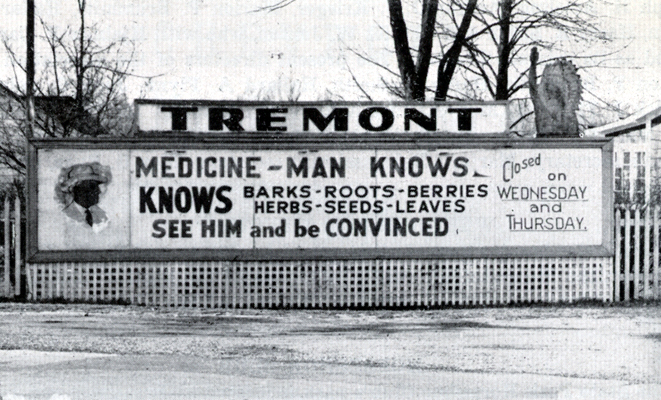 TREMONT
MEDICINE-MAN KNOWS
KNOWS BARKS-ROOTS-BERRIES
HERBS-SEEDS-LEAVES
SEE HIM and be CONVINCED
Closed
on
WEDNESDAY
and
THURSDAY.